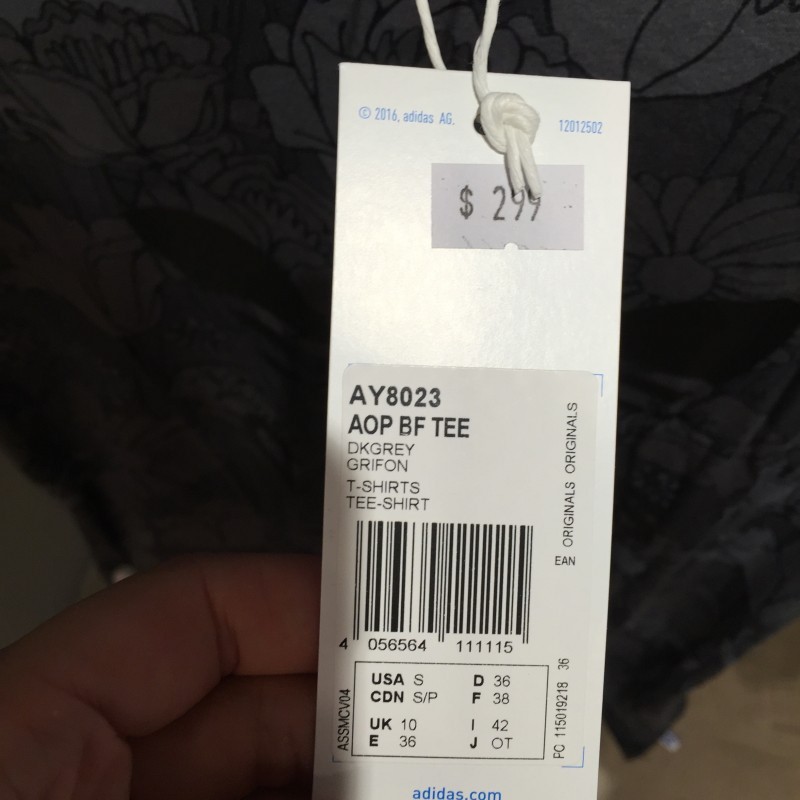 © 2016, adidas AG.
12012502
$ 299
AY8023
AOP BF TEE
DKGREY
GRIFON
T-SHIRTS
TEE-SHIRT
ORIGINALS ORIGINALS
EAN
4 056564 111115
ASSMCV04
USA S D 36
CDN S/P F 38
UK 10 I 42
E 36 J OT
PC 115019218 36
adidas.com